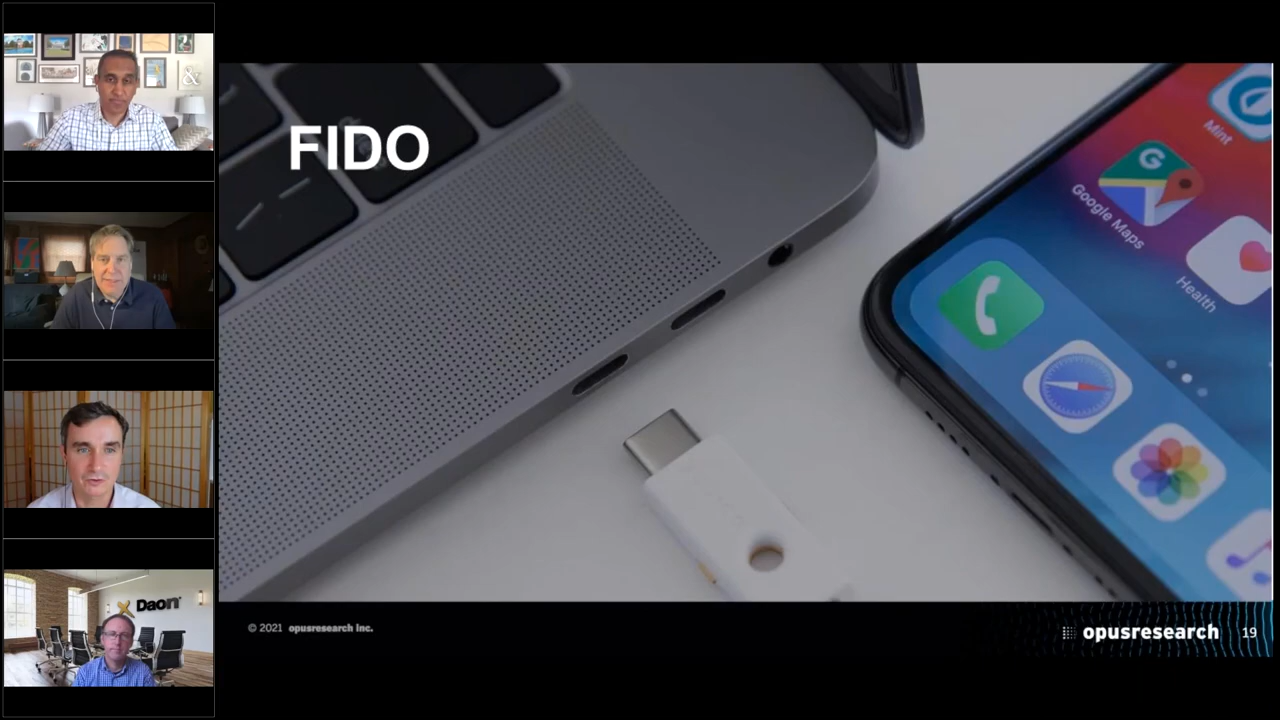 &
Daon
FIDO
Mint
G
Google Maps
Health
© 2021 opusresearch Inc.
opusresearch 19